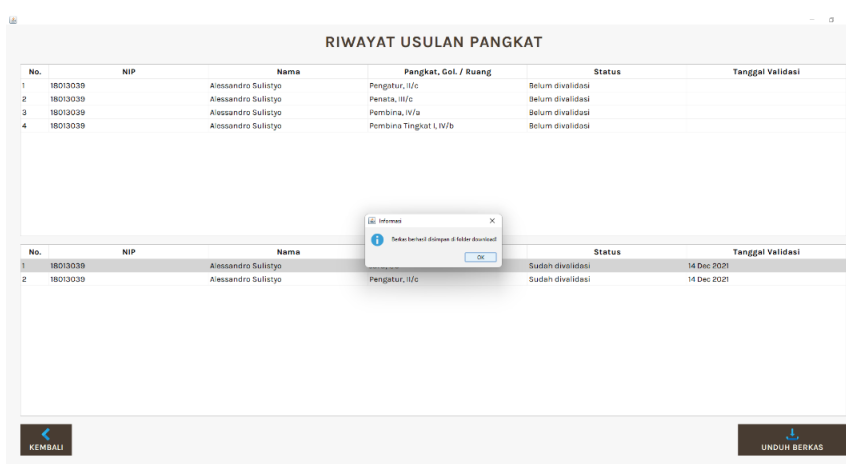 RIWAYAT USULAN PANGKAT
No. NIP Nama Pangkat, Gol. / Ruang Status Tanggal Validasi
1 18013039 Alessandro Sulistyo Pengatur, II/c Belum divalidasi
2 18013039 Alessandro Sulistyo Penata, III/c Belum divalidasi
3 18013039 Alessandro Sulistyo Pembina, IV/a Belum divalidasi
4 18013039 Alessandro Sulistyo Pembina Tingkat I, IV/b Belum divalidasi
Informasi
Berkas berhasil disimpan di folder download!
OK
No. NIP Nama Status Tanggal Validasi
1 18013039 Alessandro Sulistyo Sudah divalidasi 14 Dec 2021
2 18013039 Alessandro Sulistyo Pengatur, II/c Sudah divalidasi 14 Dec 2021
KEMBALI
UNDUH BERKAS